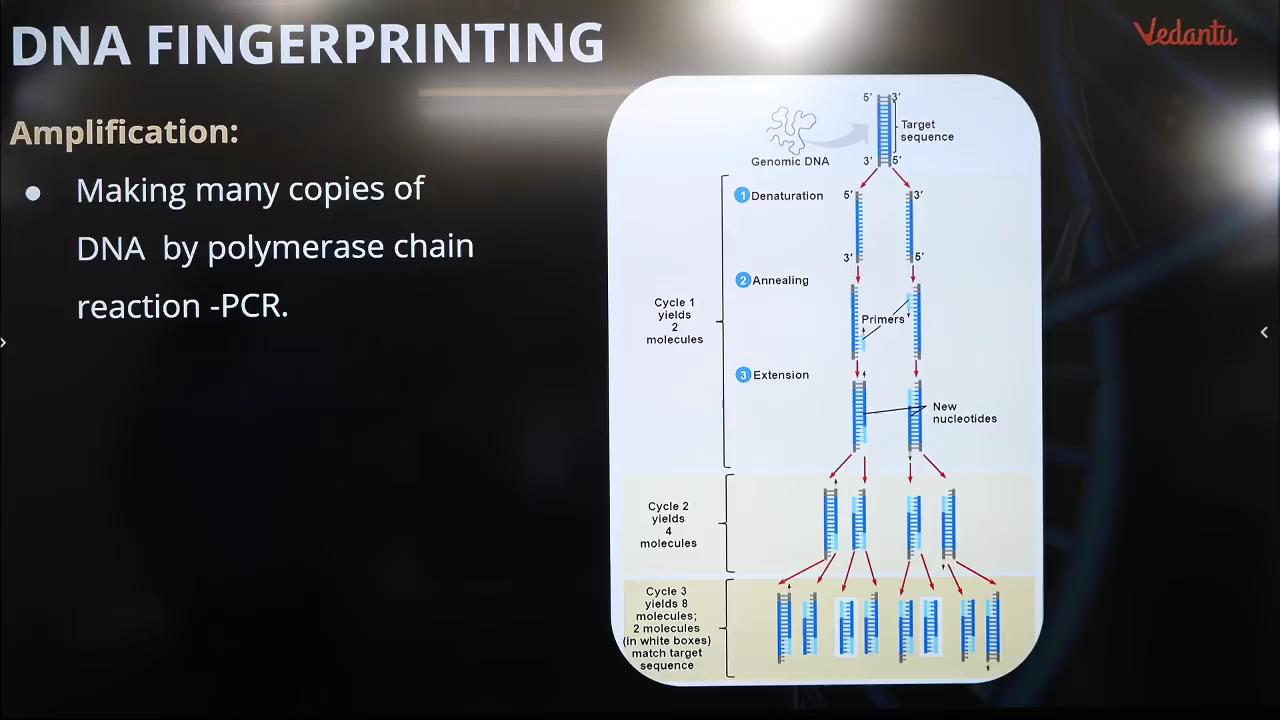 DNA FINGERPRINTING
Vedantu
Amplification:
● Making many copies of
DNA by polymerase chain
reaction -PCR.
5' 3'
Target
sequence
Genomic DNA
3' 5'
1 Denaturation
5' 3'
3' 5'
2 Annealing
Cycle 1
yields
2
molecules
Primers
3 Extension
New
nucleotides
Cycle 2
yields
4
molecules
Cycle 3
yields 8
molecules;
2 molecules
(in white boxes)
match target
sequence